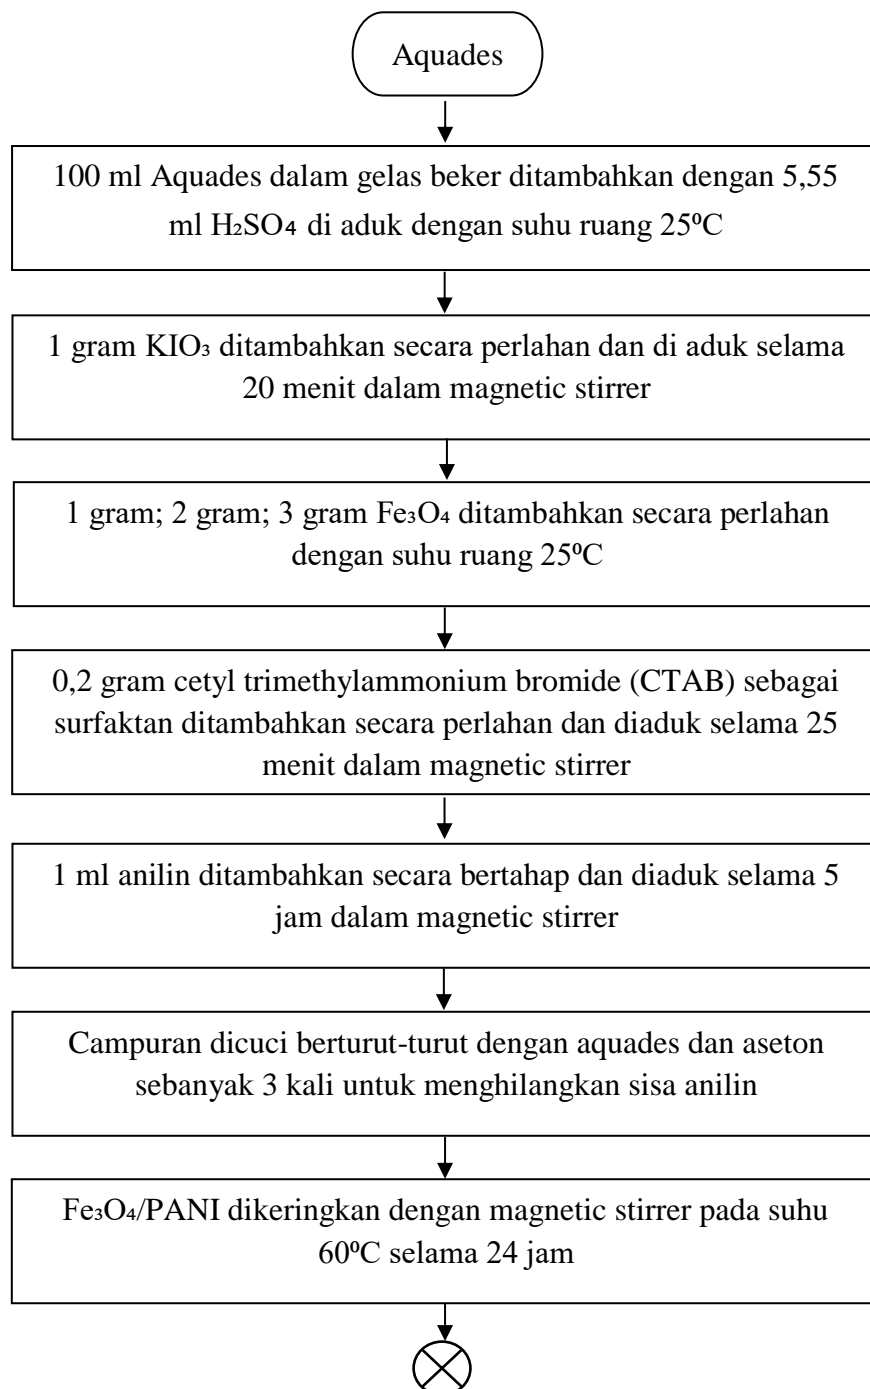 Aquades
100 ml Aquades dalam gelas beker ditambahkan dengan 5,55
ml H₂SO₄ di aduk dengan suhu ruang 25⁰C
1 gram KIO₃ ditambahkan secara perlahan dan di aduk selama
20 menit dalam magnetic stirrer
1 gram; 2 gram; 3 gram Fe₃O₄ ditambahkan secara perlahan
dengan suhu ruang 25⁰C
0,2 gram cetyl trimethylammonium bromide (CTAB) sebagai
surfaktan ditambahkan secara perlahan dan diaduk selama 25
menit dalam magnetic stirrer
1 ml anilin ditambahkan secara bertahap dan diaduk selama 5
jam dalam magnetic stirrer
Campuran dicuci berturut-turut dengan aquades dan aseton
sebanyak 3 kali untuk menghilangkan sisa anilin
Fe₃O₄/PANI dikeringkan dengan magnetic stirrer pada suhu
60⁰C selama 24 jam